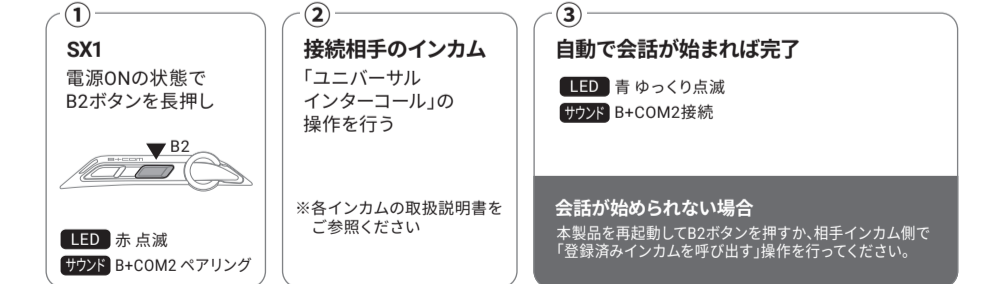 ①
SX1
電源ONの状態で
B2ボタンを長押し
B2
B+COM
LED 赤 点滅
サウンド B+COM2 ペアリング
②
接続相手のインカム
「ユニバーサル
インターコール」の
操作を行う
※各インカムの取扱説明書を
ご参照ください
③
自動で会話が始まれば完了
LED 青 ゆっくり点滅
サウンド B+COM2接続
会話が始められない場合
本製品を再起動してB2ボタンを押すか、相手インカム側で
「登録済みインカムを呼び出す」操作を行ってください。